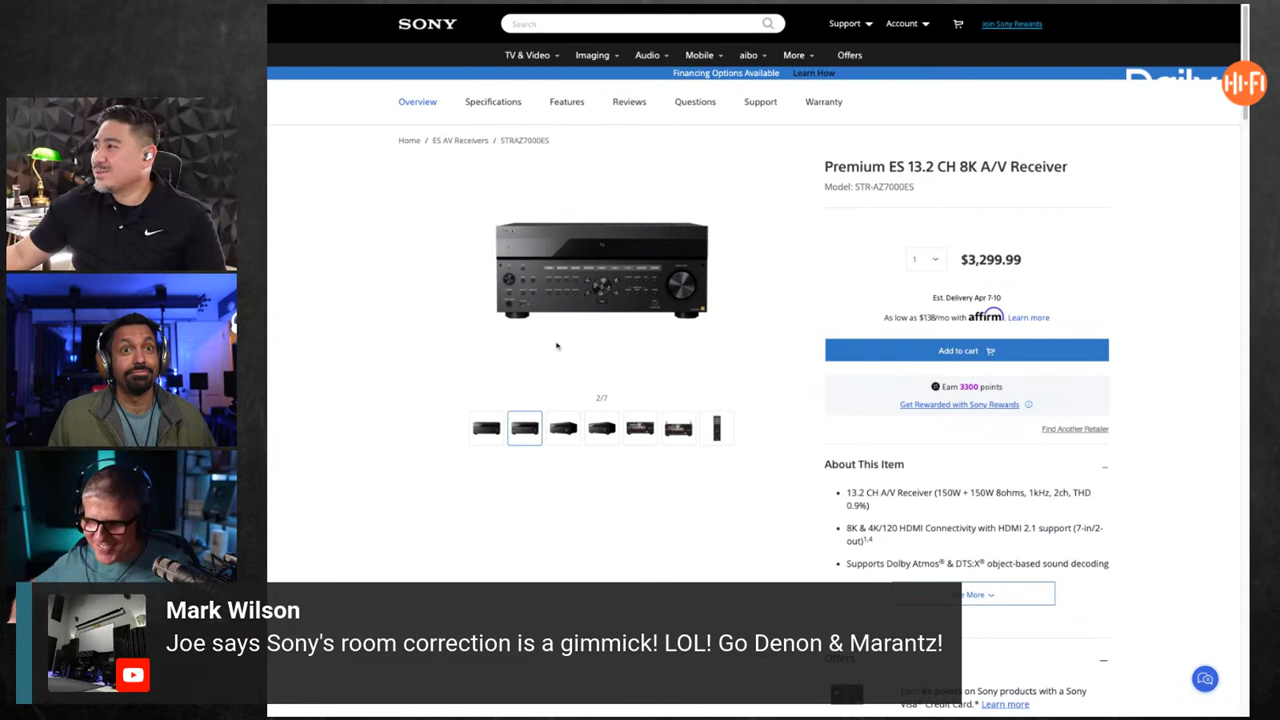 SONY
Search
Support
Account
Join Sony Rewards
TV & Video
Imaging
Audio
Mobile
aibo
More
Offers
Financing Options Available Learn How
HI·FI
Overview
Specifications
Features
Reviews
Questions
Support
Warranty
Home / ES AV Receivers / STRAZ7000ES
Premium ES 13.2 CH 8K A/V Receiver
Model: STR-AZ7000ES
1
$3,299.99
Est. Delivery Apr 7-10
As low as $138/mo with affirm. Learn more
Add to cart
Earn 3300 points
Get Rewarded with Sony Rewards
Find Another Retailer
2/7
About This Item
• 13.2 CH A/V Receiver (150W + 150W 8ohms, 1kHz, 2ch, THD
0.9%)
• 8K & 4K/120 HDMI Connectivity with HDMI 2.1 support (7-in/2-
out)1,4
• Supports Dolby Atmos® & DTS:X® object-based sound decoding
More
Offers
on Sony products with a Sony
Visa® Credit Card.* Learn more
Mark Wilson
Joe says Sony's room correction is a gimmick! LOL! Go Denon & Marantz!